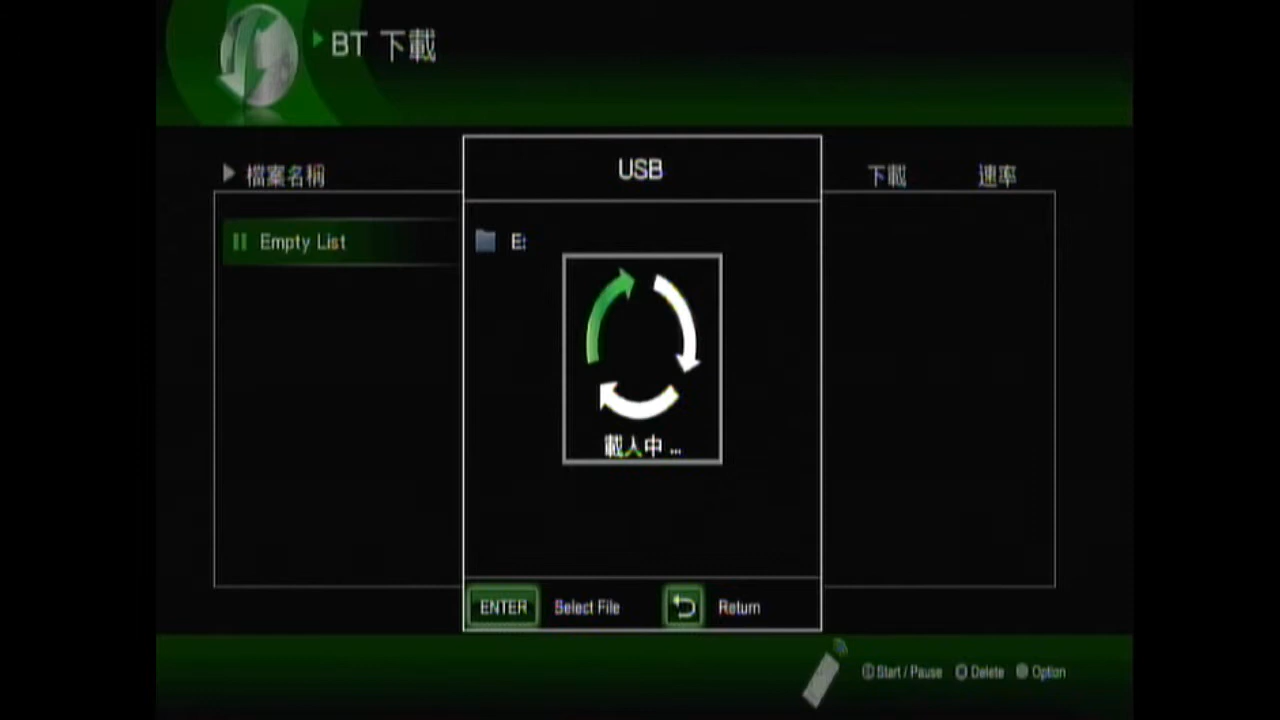 BT 下載
檔案名稱
下載
速率
Empty List
USB
E:
載入中 ...
ENTER
Select File
Return
Start / Pause
Delete
Option